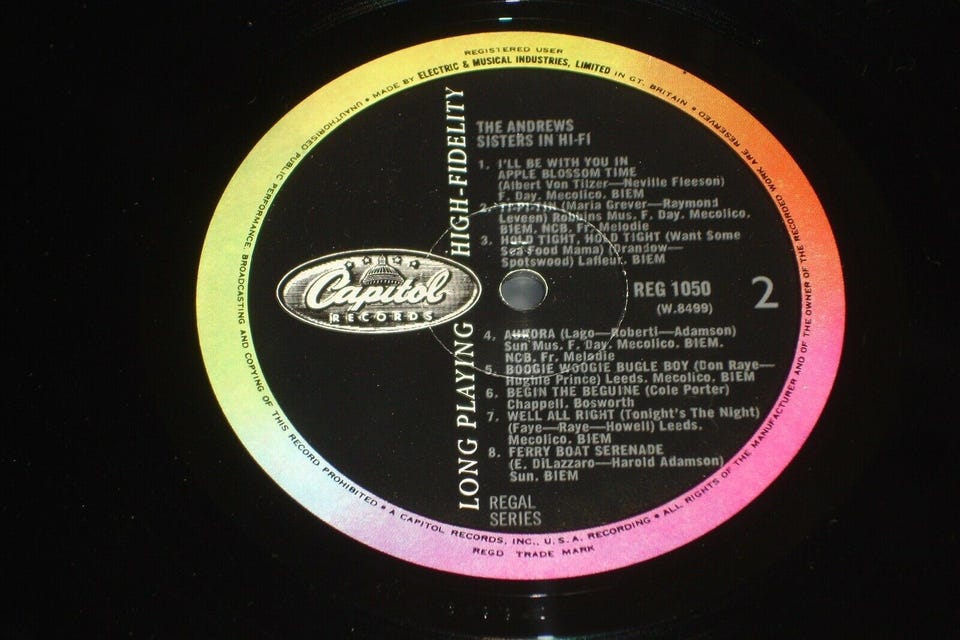 REGISTERED USER
UNAUTHORISED PUBLIC PERFORMANCE, BROADCASTING AND COPYING OF THIS RECORD PROHIBITED • A CAPITOL RECORDS, INC., U.S.A. RECORDING • ALL RIGHTS OF THE MANUFACTURER AND OF THE OWNER OF THE RECORDED WORK ARE RESERVED • MADE BY ELECTRIC & MUSICAL INDUSTRIES, LIMITED IN GT. BRITAIN •
REGD TRADE MARK
LONG PLAYING HIGH-FIDELITY
Capitol
RECORDS
THE ANDREWS
SISTERS IN HI-FI
1. I'LL BE WITH YOU IN
APPLE BLOSSOM TIME
(Albert Von Tilzer—Neville Fleeson)
F. Day. Mecolico. BIEM
2. TI-PI-TIN (Maria Grever—Raymond
Leveen) Robbins Mus. F. Day. Mecolico.
BIEM, NCB, Fr. Melodie
3. HOLD TIGHT, HOLD TIGHT (Want Some
Sea Food Mama) (Brandow—
Spotswood) Lafleur. BIEM
REG 1050
(W.8499)
2
4. AURORA (Lago—Roberti—Adamson)
Sun Mus. F. Day. Mecolico. BIEM.
NCB. Fr. Melodie
5. BOOGIE WOOGIE BUGLE BOY (Don Raye—
Hughie Prince) Leeds. Mecolico. BIEM
6. BEGIN THE BEGUINE (Cole Porter)
Chappell. Bosworth
7. WELL ALL RIGHT (Tonight's The Night)
(Faye—Raye—Howell) Leeds.
Mecolico. BIEM
8. FERRY BOAT SERENADE
(E. DiLazzaro—Harold Adamson)
Sun. BIEM
REGAL
SERIES